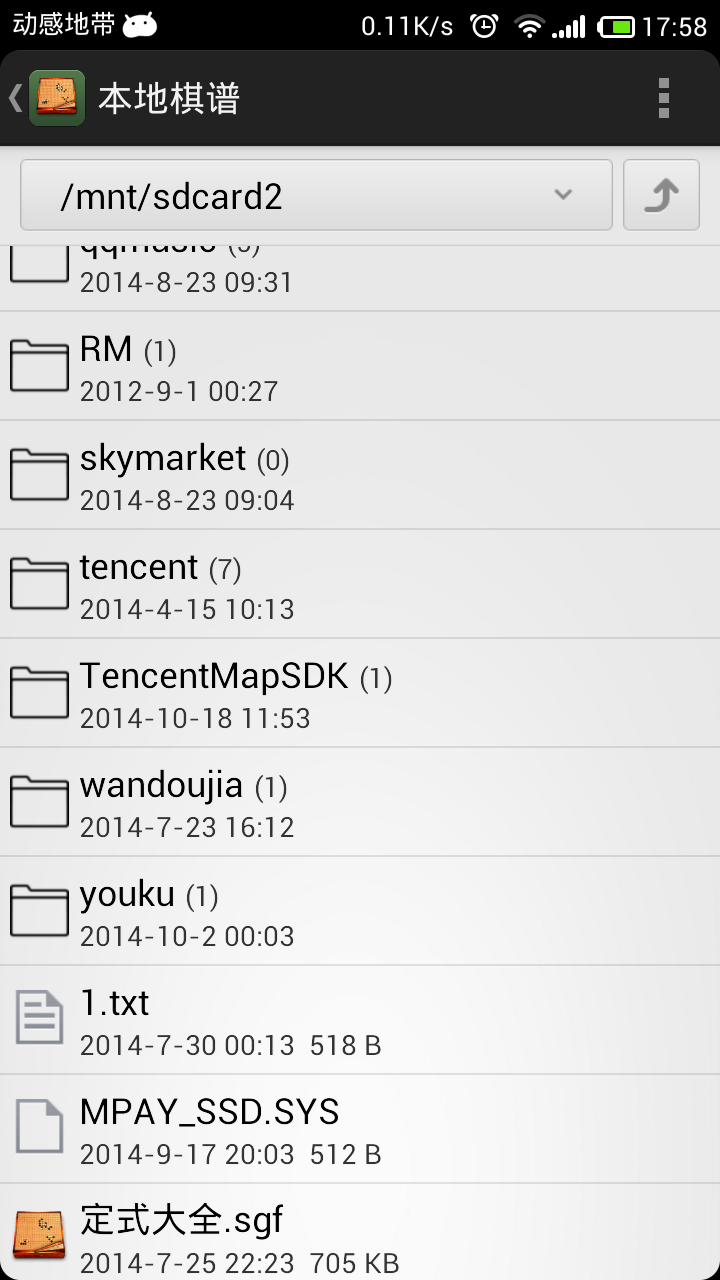 动感地带 0.11K/s 17:58
本地棋谱
/mnt/sdcard2
qqmusic
2014-8-23 09:31
RM (1)
2012-9-1 00:27
skymarket (0)
2014-8-23 09:04
tencent (7)
2014-4-15 10:13
TencentMapSDK (1)
2014-10-18 11:53
wandoujia (1)
2014-7-23 16:12
youku (1)
2014-10-2 00:03
1.txt
2014-7-30 00:13 518 B
MPAY_SSD.SYS
2014-9-17 20:03 512 B
定式大全.sgf
2014-7-25 22:23 705 KB